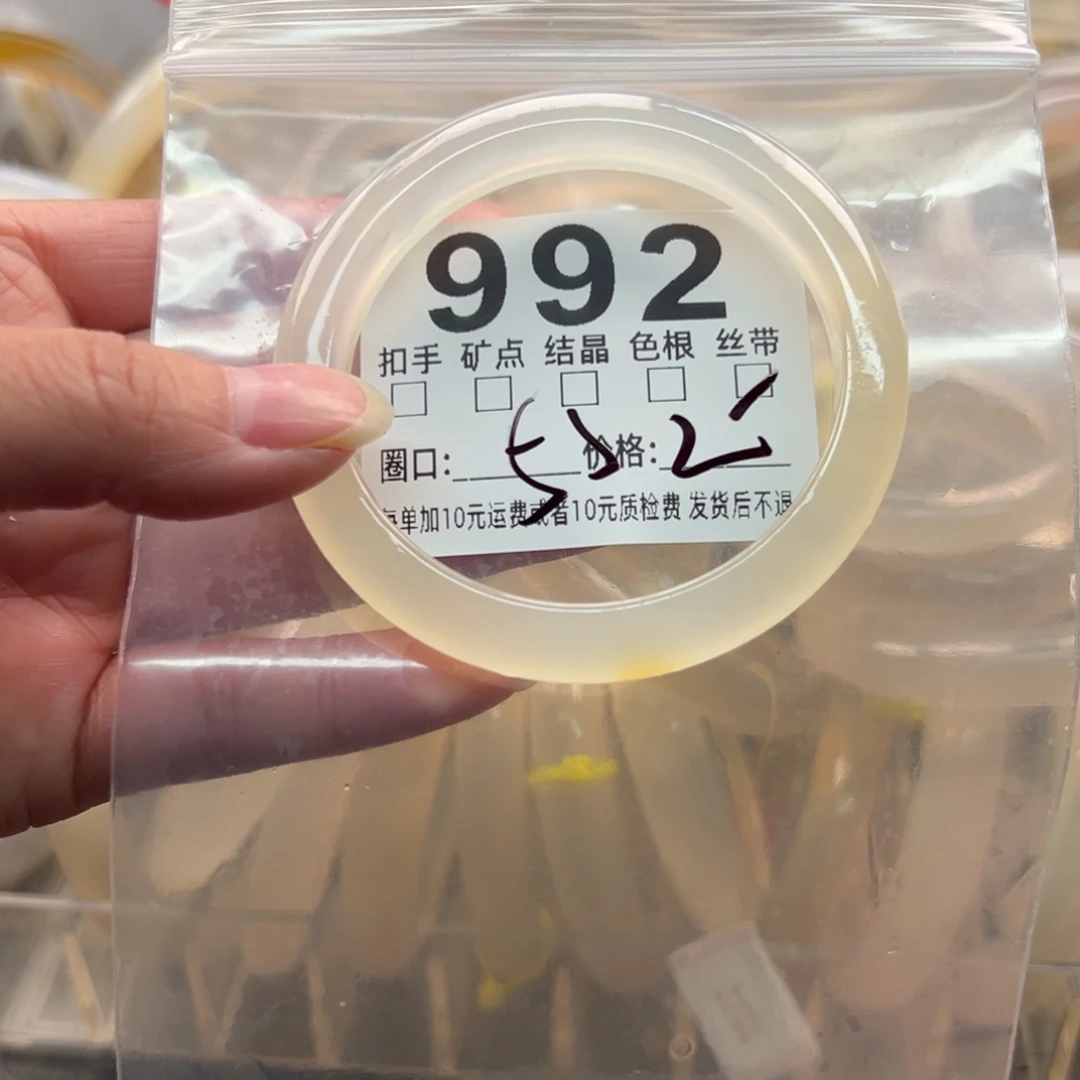 992
扣手 矿点 结晶 色根 丝带
圈口: 价格:
每单加10元运费或者10元质检费 发货后不退